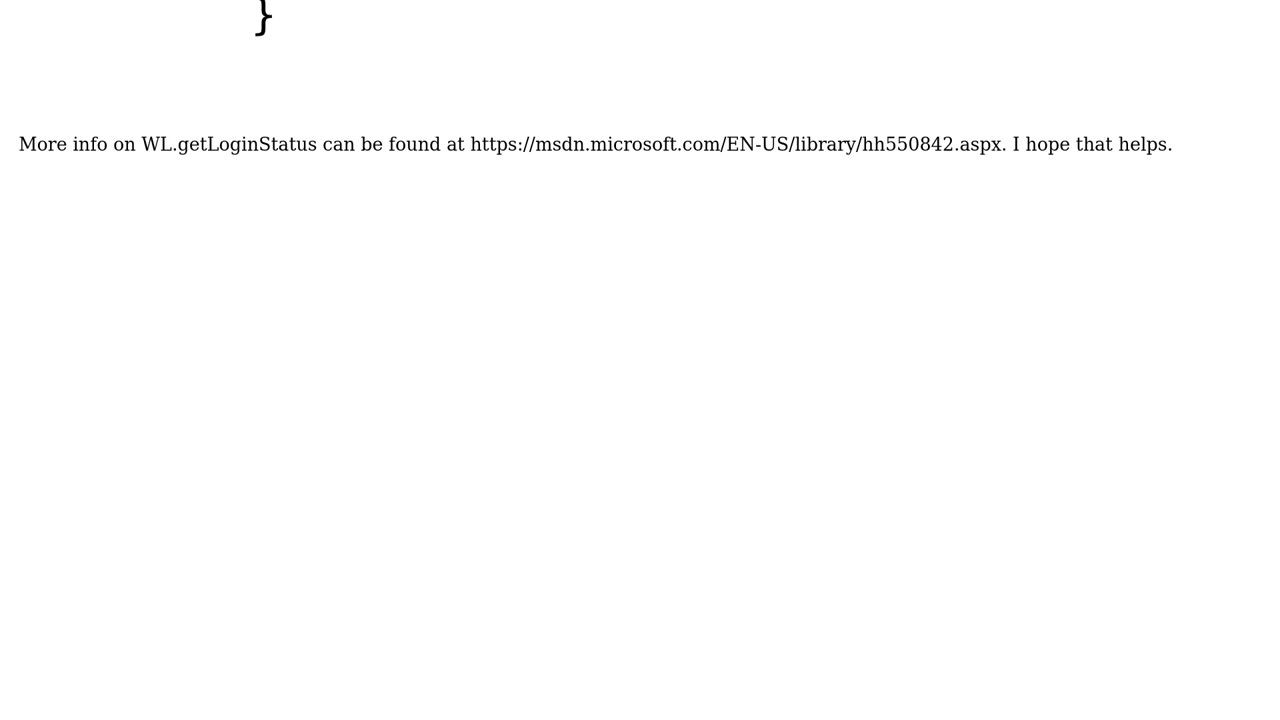 }
More info on WL.getLoginStatus can be found at https://msdn.microsoft.com/EN-US/library/hh550842.aspx. I hope that helps.